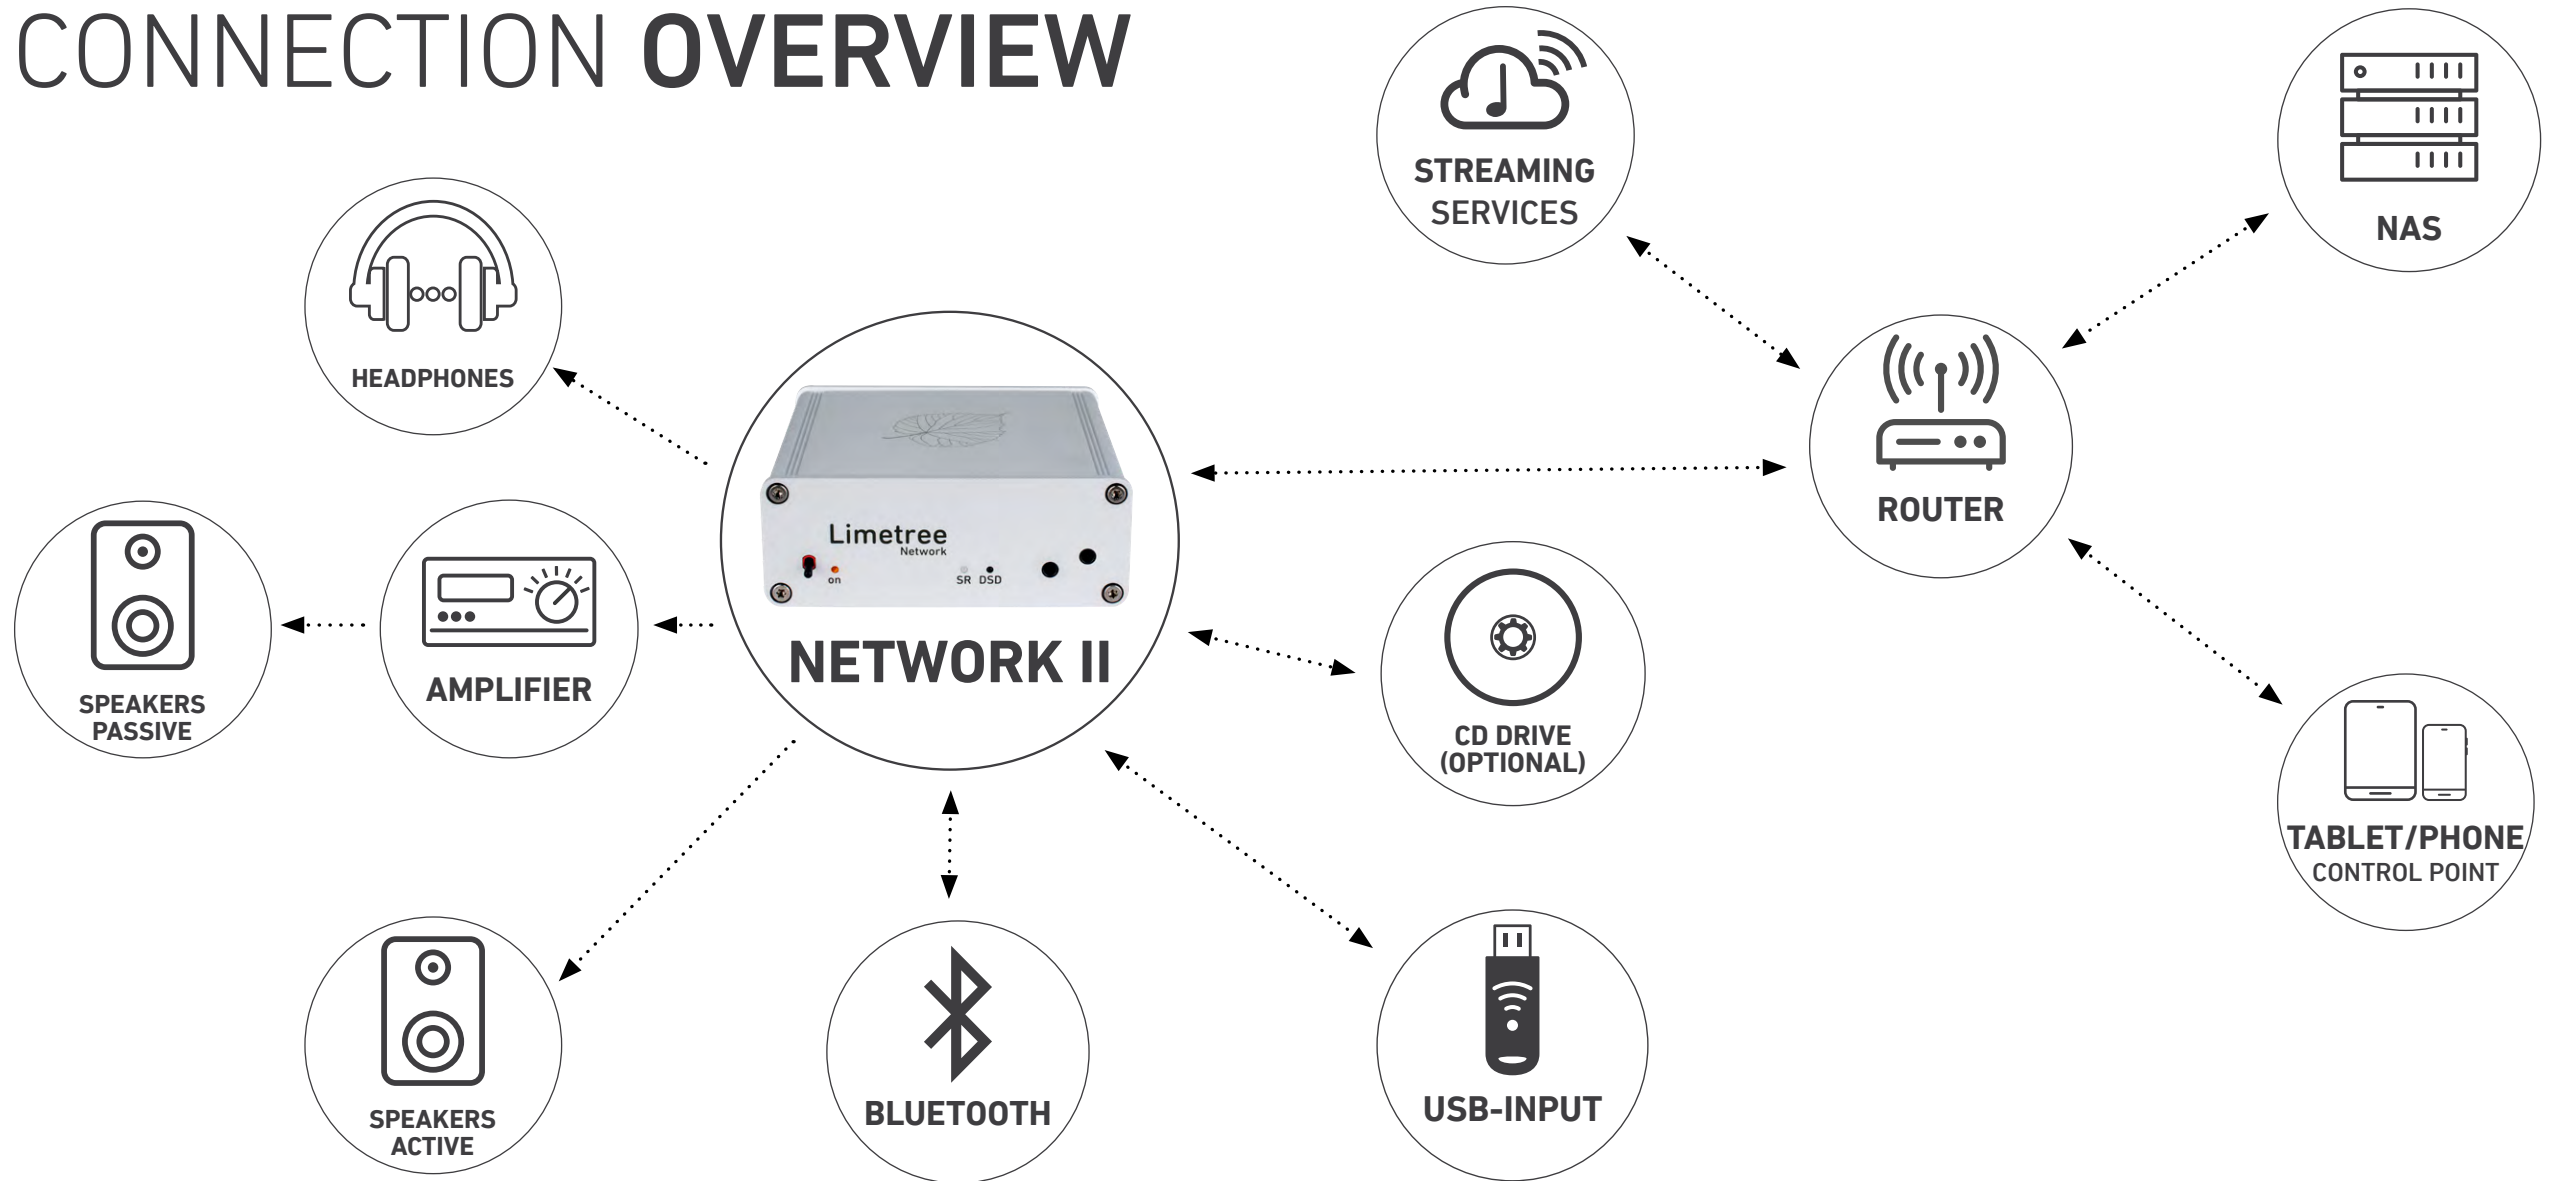 CONNECTION OVERVIEW
STREAMING
SERVICES
NAS
HEADPHONES
ROUTER
Limetree
Network
on
SR DSD
NETWORK II
SPEAKERS
PASSIVE
AMPLIFIER
CD DRIVE
(OPTIONAL)
TABLET/PHONE
CONTROL POINT
SPEAKERS
ACTIVE
BLUETOOTH
USB-INPUT